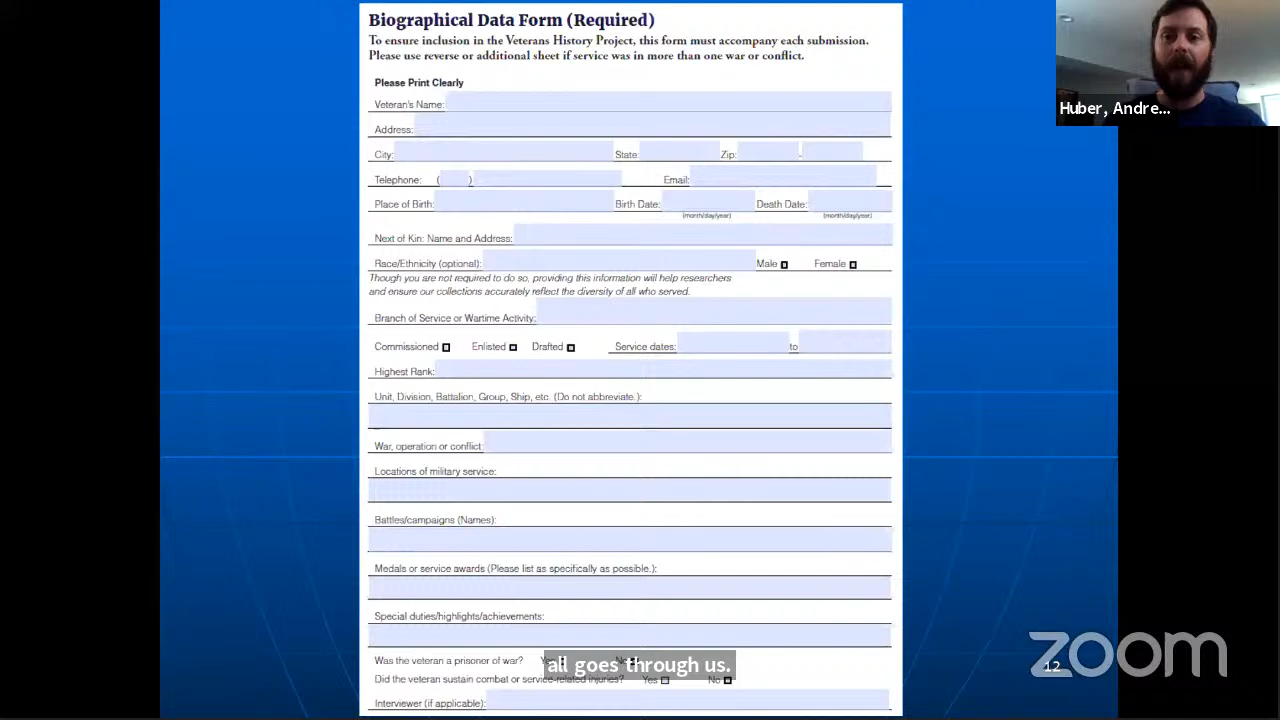 Biographical Data Form (Required)
To ensure inclusion in the Veterans History Project, this form must accompany each submission.
Please use reverse or additional sheet if service was in more than one war or conflict.
Please Print Clearly
Veteran's Name:
Address:
City: State: Zip: -
Telephone: ( ) Email:
Place of Birth: Birth Date: Death Date:
(month/day/year) (month/day/year)
Next of Kin: Name and Address:
Race/Ethnicity (optional): Male Female
Though you are not required to do so, providing this information will help researchers
and ensure our collections accurately reflect the diversity of all who served.
Branch of Service or Wartime Activity:
Commissioned Enlisted Drafted Service dates: to
Highest Rank:
Unit, Division, Battalion, Group, Ship, etc. (Do not abbreviate.):
War, operation or conflict:
Locations of military service:
Battles/campaigns (Names):
Medals or service awards (Please list as specifically as possible.):
Special duties/highlights/achievements:
Was the veteran a prisoner of war?
all goes through us.
Did the veteran sustain combat or service-related injuries? Yes No
Interviewer (if applicable):
Huber, Andre...
zoom
12